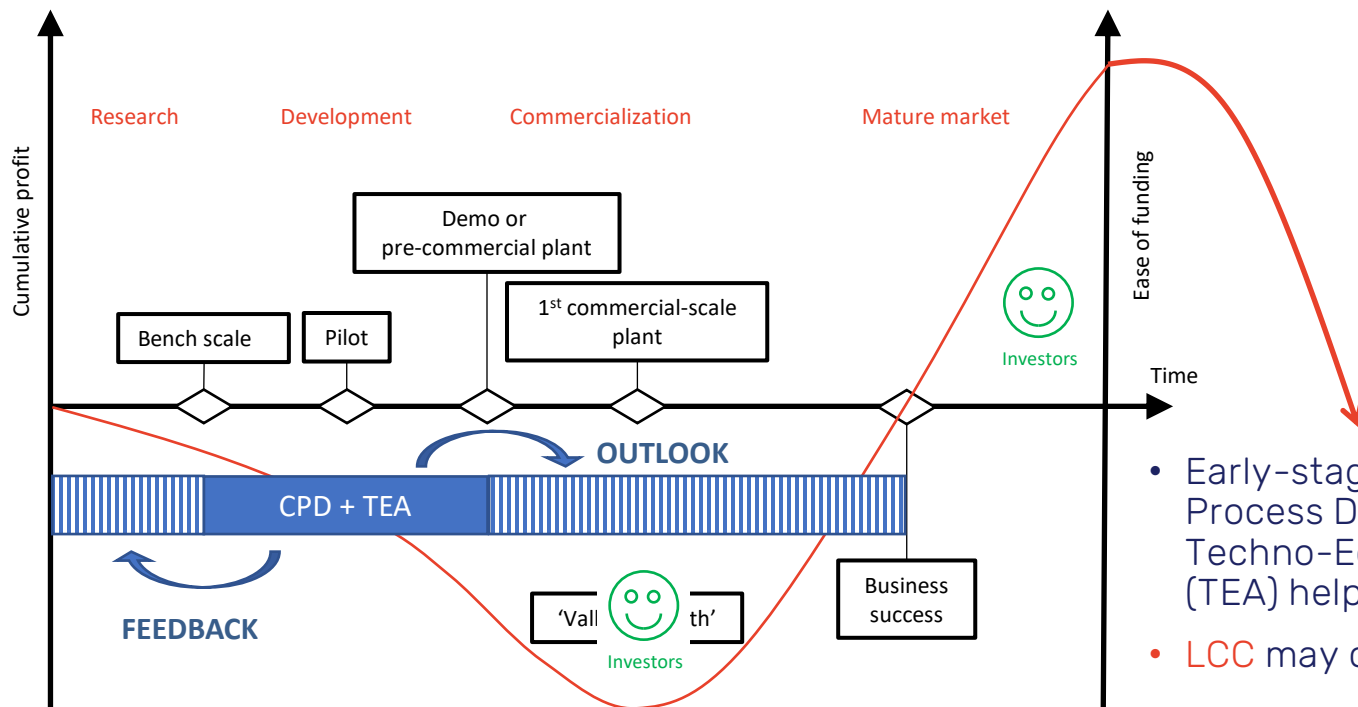 Research
Development
Commercialization
Mature market
Cumulative profit
Ease of funding
Demo or
pre-commercial plant
1st commercial-scale
plant
Bench scale
Pilot
Investors
Time
OUTLOOK
CPD + TEA
FEEDBACK
Business
success
Investors
• Early-stag
Process D
(TEA) help
• LCC may